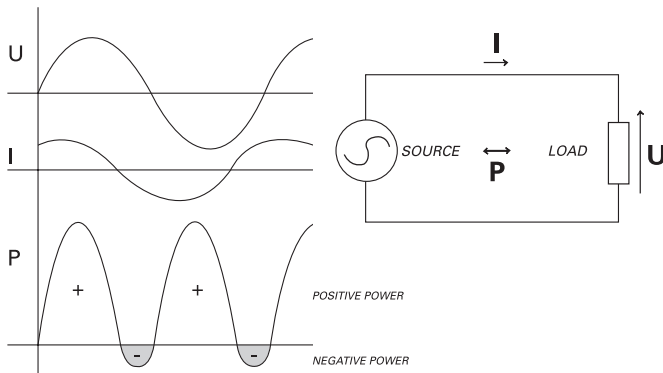 U
I
P
+
+
-
-
POSITIVE POWER
NEGATIVE POWER
I
SOURCE
P
LOAD
U